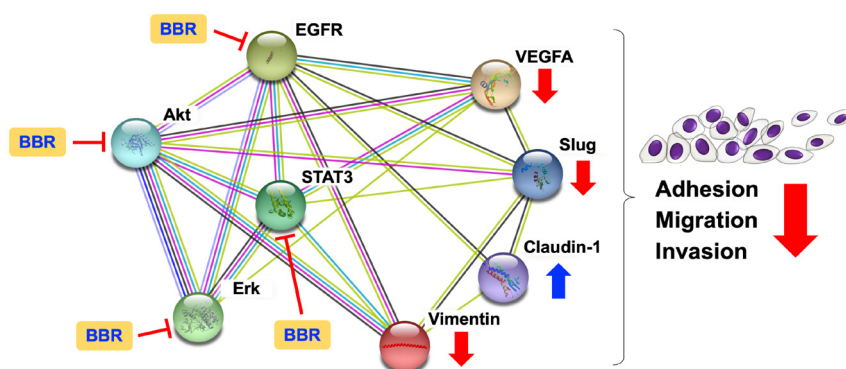 BBR
EGFR
VEGFA
Akt
BBR
Slug
STAT3
Adhesion
Migration
Invasion
Claudin-1
Erk
Vimentin
BBR
BBR